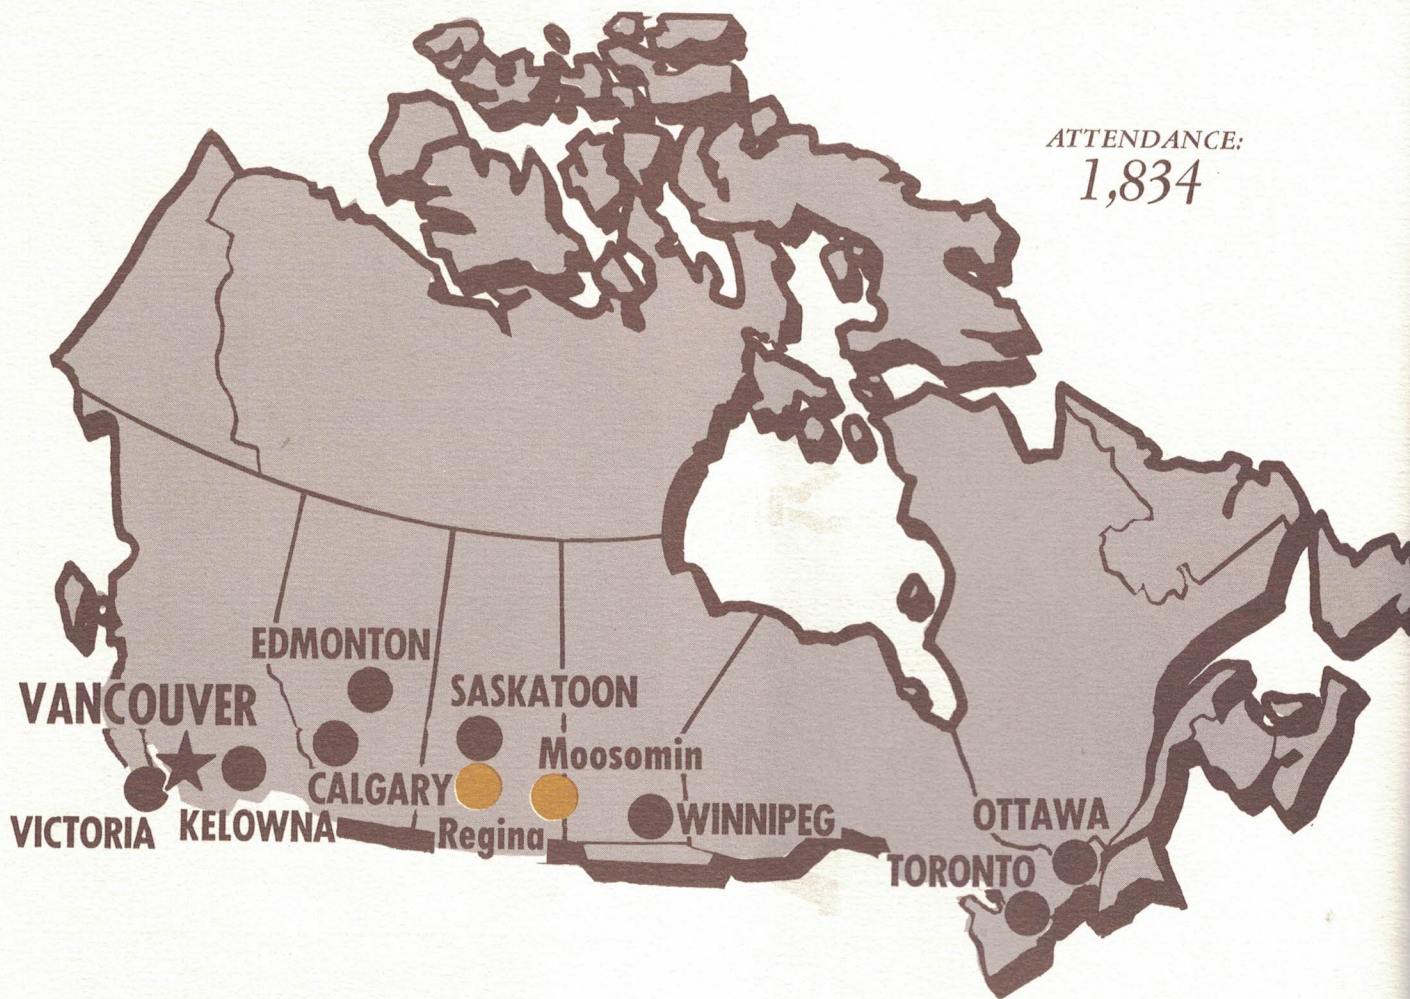 ATTENDANCE:
1,834
EDMONTON
VANCOUVER
SASKATOON
Moosomin
CALGARY
VICTORIA
KELOWNA
Regina
WINNIPEG
OTTAWA
TORONTO